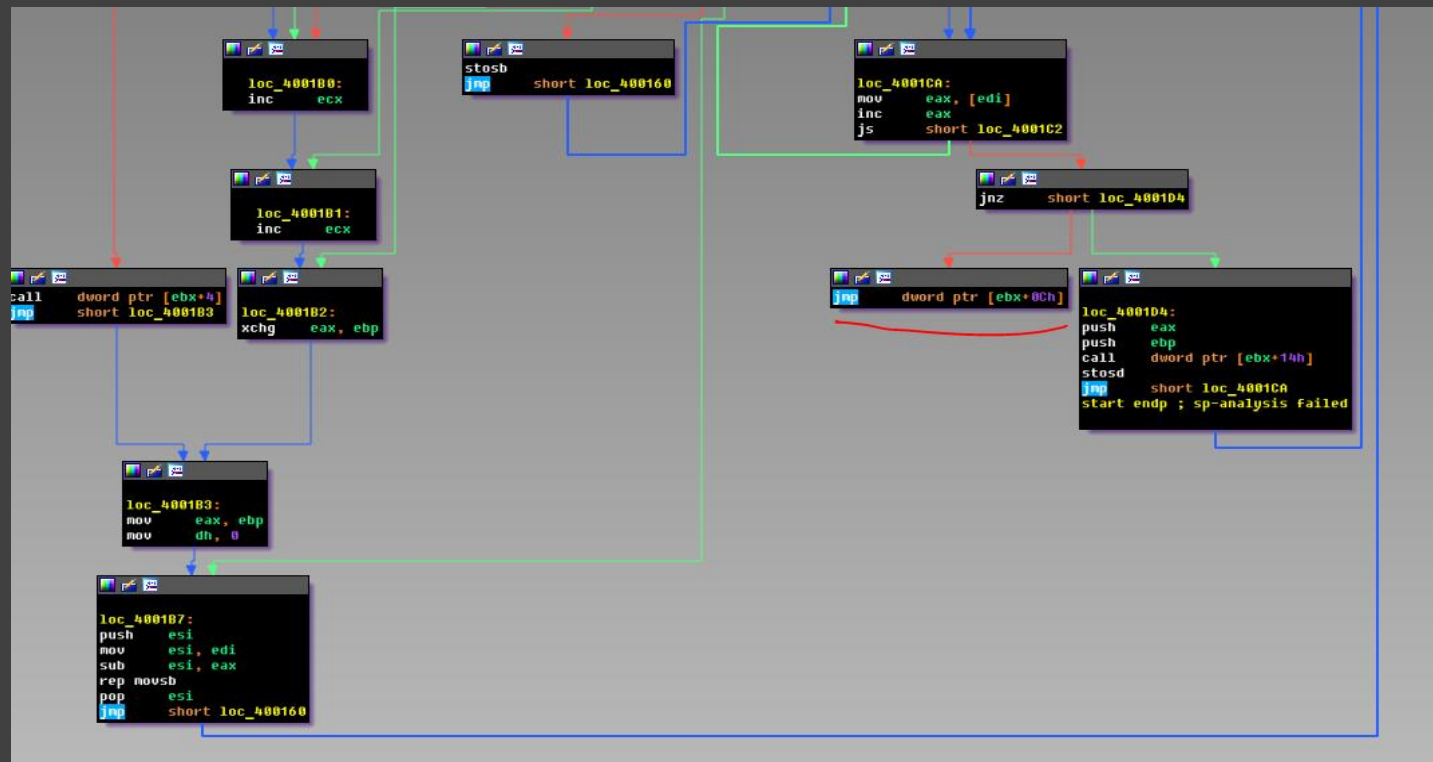 loc_4001B0:
inc ecx
stosb
jmp short loc_400160
loc_4001CA:
mov eax, [edi]
inc eax
js short loc_4001C2
loc_4001B1:
inc ecx
jnz short loc_4001D4
call dword ptr [ebx+4]
jmp short loc_4001B3
loc_4001B2:
xchg eax, ebp
jmp dword ptr [ebx+0Ch]
loc_4001D4:
push eax
push ebp
call dword ptr [ebx+14h]
stosd
jmp short loc_4001CA
start endp ; sp-analysis failed
loc_4001B3:
mov eax, ebp
mov dh, 0
loc_4001B7:
push esi
mov esi, edi
sub esi, eax
rep movsb
pop esi
jmp short loc_400160